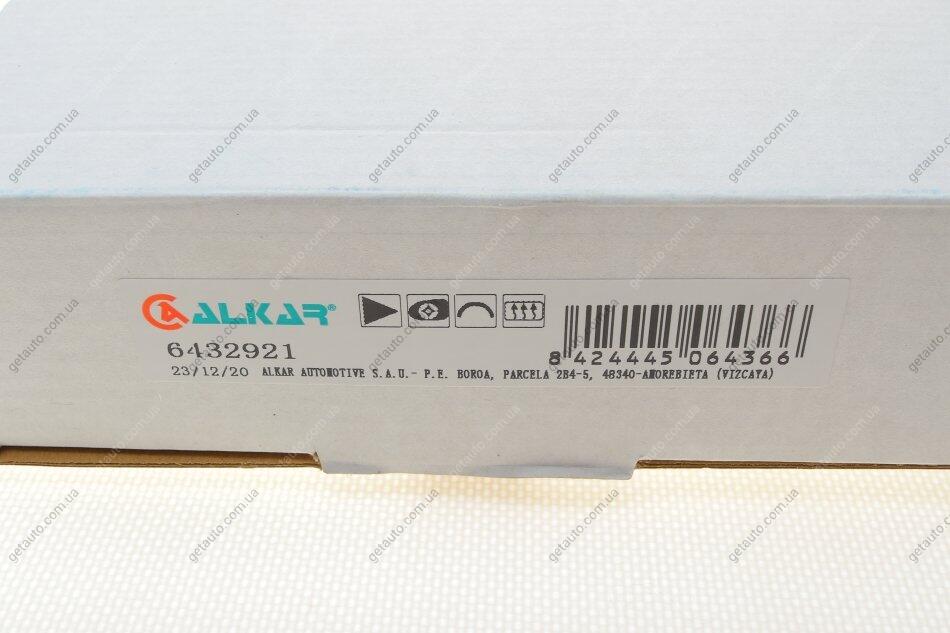 ALKAR®
6432921
8 424445 064366
23/12/20 ALKAR AUTOMOTIVE S.A.U.- P.E. BOROA, PARCELA 2B4-5, 48340-AMOREBIETA (VIZCAYA)
getauto.com.ua